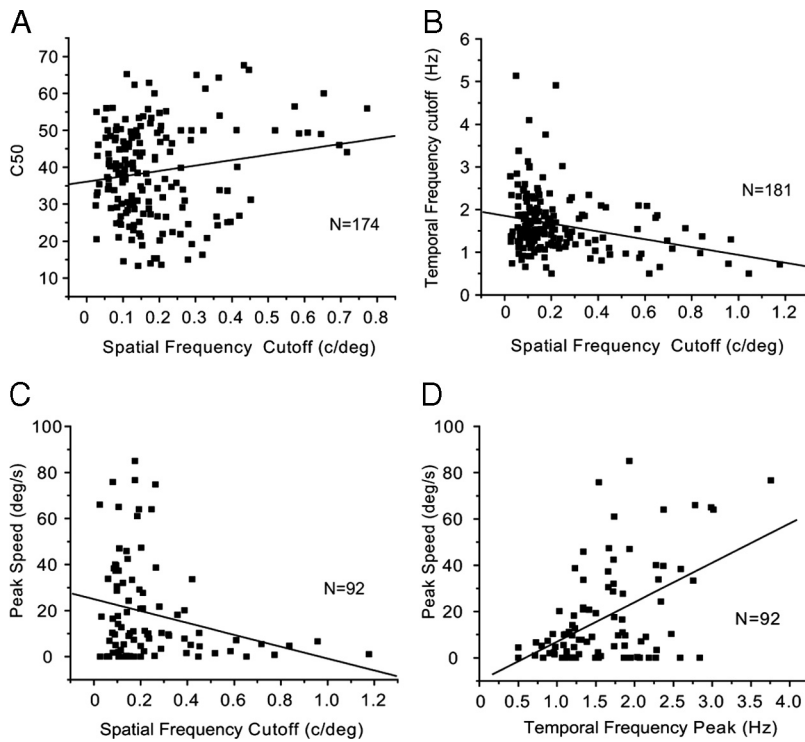 A
C50
70
60
50
40
30
20
10
N=174
0 0.1 0.2 0.3 0.4 0.5 0.6 0.7 0.8
Spatial Frequency Cutoff (c/deg)
B
Temporal Frequency cutoff (Hz)
6
5
4
3
2
1
0
N=181
0 0.2 0.4 0.6 0.8 1.0 1.2
Spatial Frequency Cutoff (c/deg)
C
Peak Speed (deg/s)
100
80
60
40
20
0
N=92
0 0.2 0.4 0.6 0.8 1.0 1.2
Spatial Frequency Cutoff (c/deg)
D
Peak Speed (deg/s)
100
80
60
40
20
0
N=92
0 0.5 1.0 1.5 2.0 2.5 3.0 3.5 4.0
Temporal Frequency Peak (Hz)